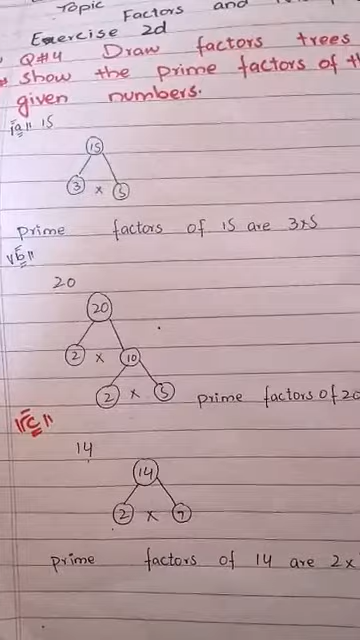 Topic Factors and
Exercise 2d
Q#4 Draw factors trees
show the prime factors of
given numbers.
"a" 15
15
3 x 5
prime factors of 15 are 3x5
"b"
20
20
2 x 10
2 x 5
prime factors of 20
"c"
14
14
2 x 7
prime factors of 14 are 2x